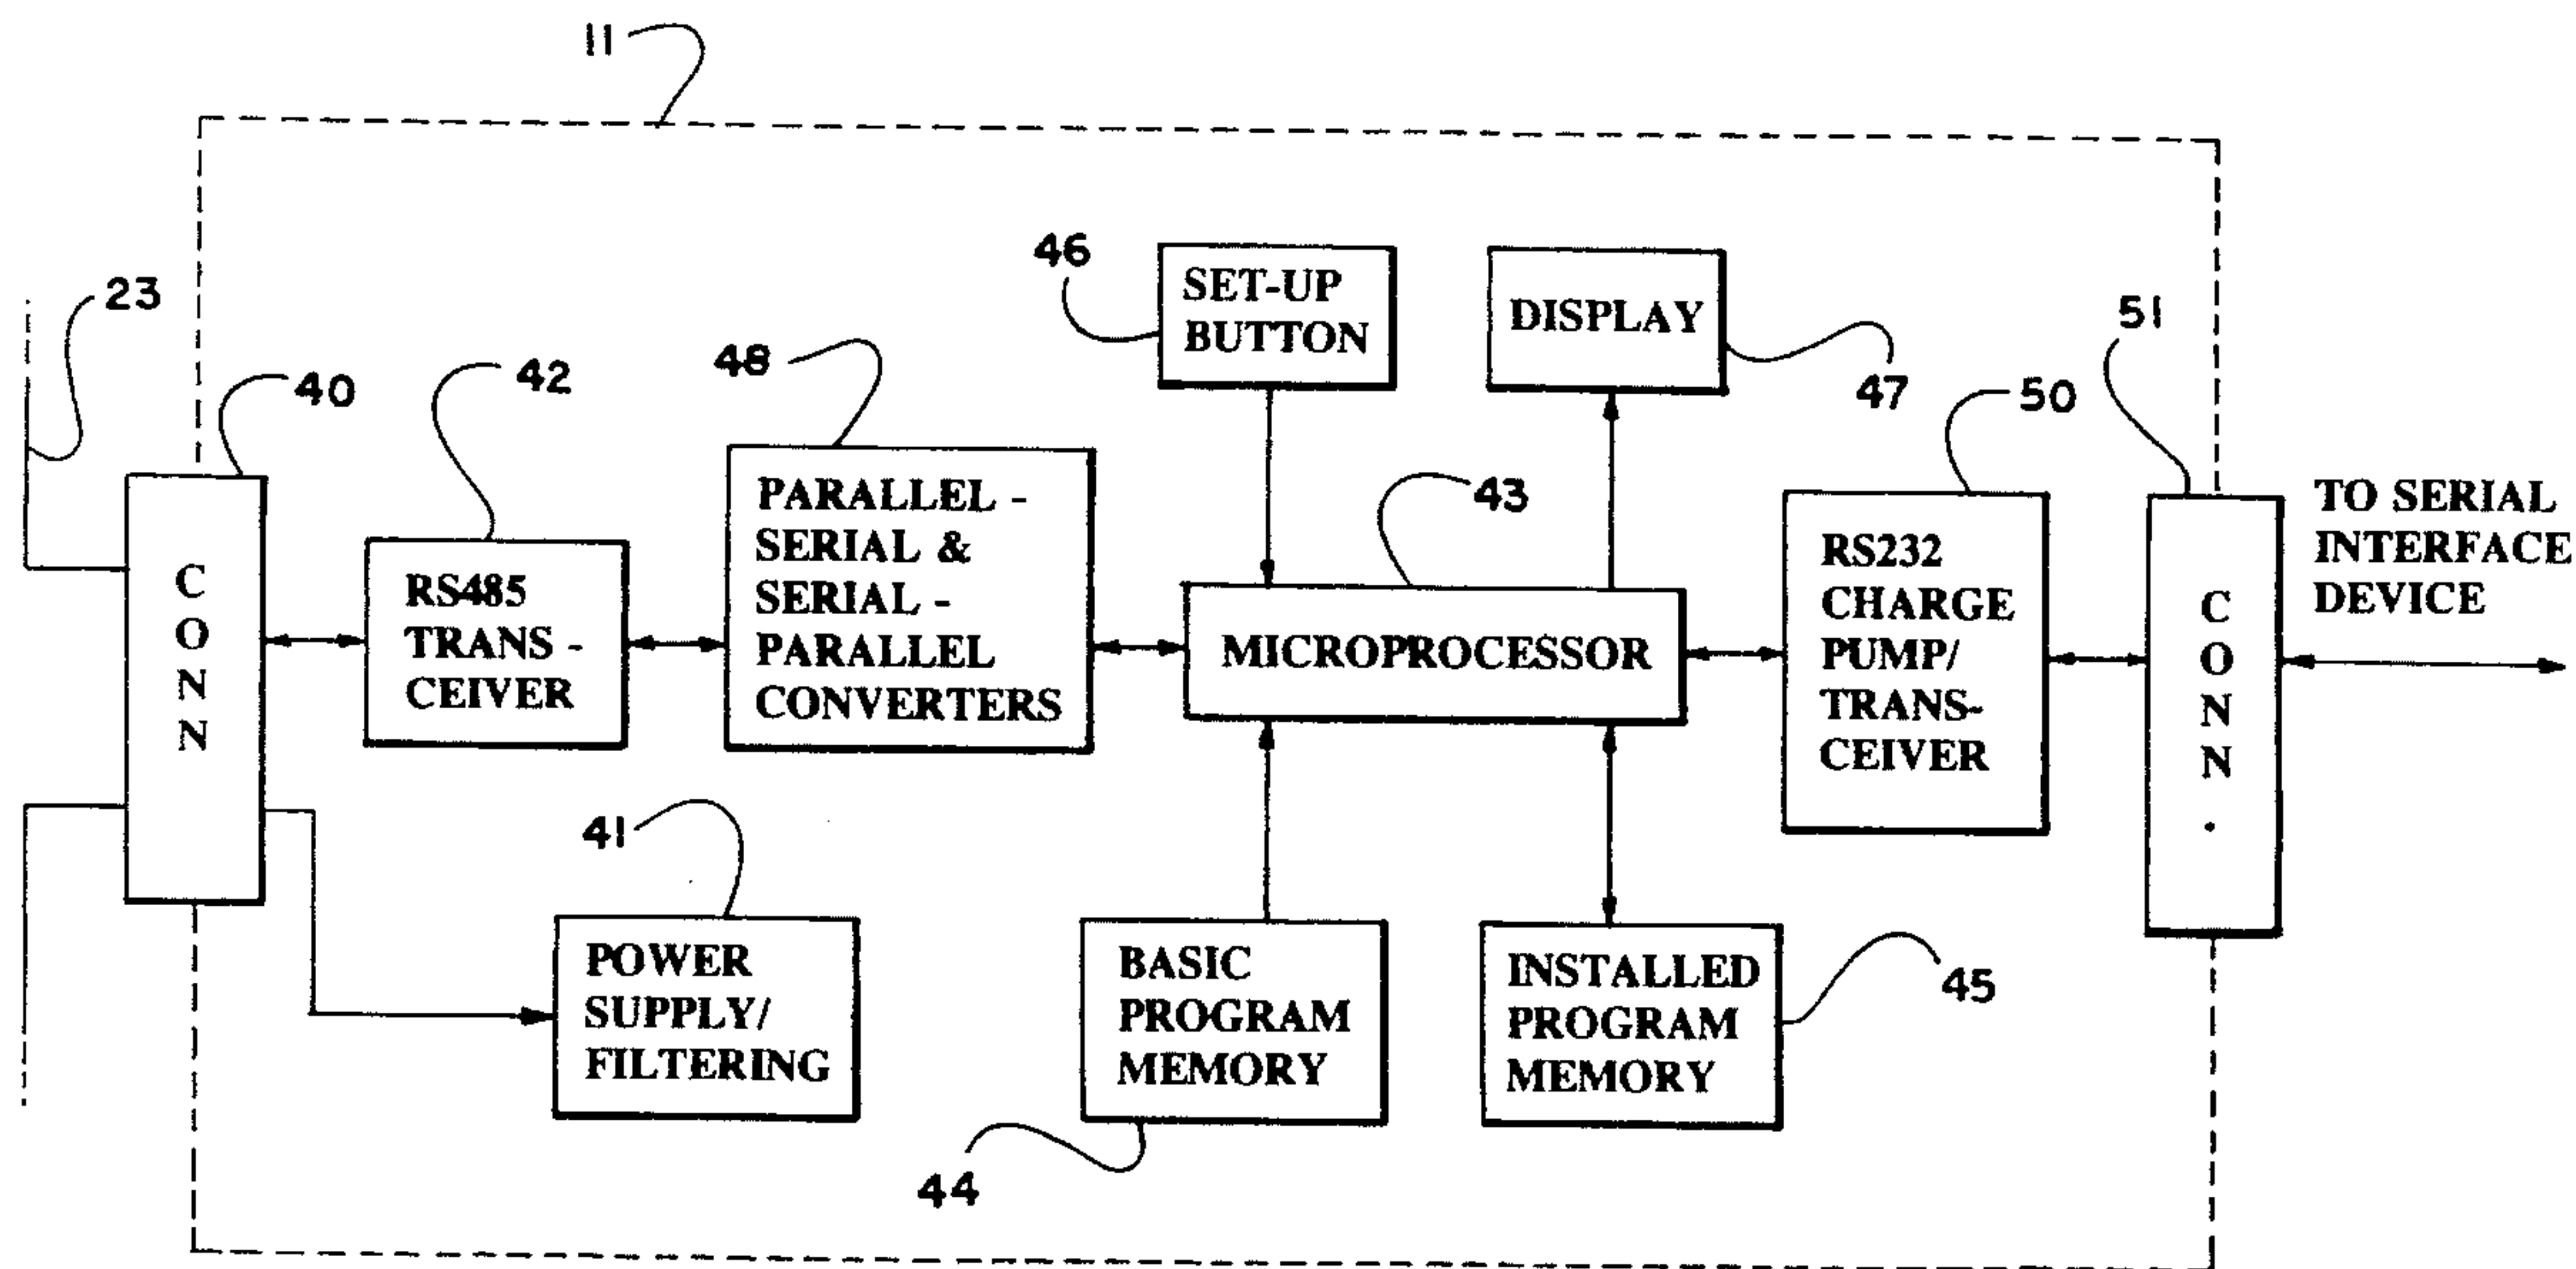 11
23
40
42
48
46
SET-UP
BUTTON
DISPLAY
47
43
50
51
TO SERIAL
INTERFACE
DEVICE
C
O
N
N
RS485
TRANS -
CEIVER
PARALLEL -
SERIAL &
SERIAL -
PARALLEL
CONVERTERS
MICROPROCESSOR
RS232
CHARGE
PUMP/
TRANS-
CEIVER
C
O
N
N
.
41
POWER
SUPPLY/
FILTERING
BASIC
PROGRAM
MEMORY
44
INSTALLED
PROGRAM
MEMORY
45